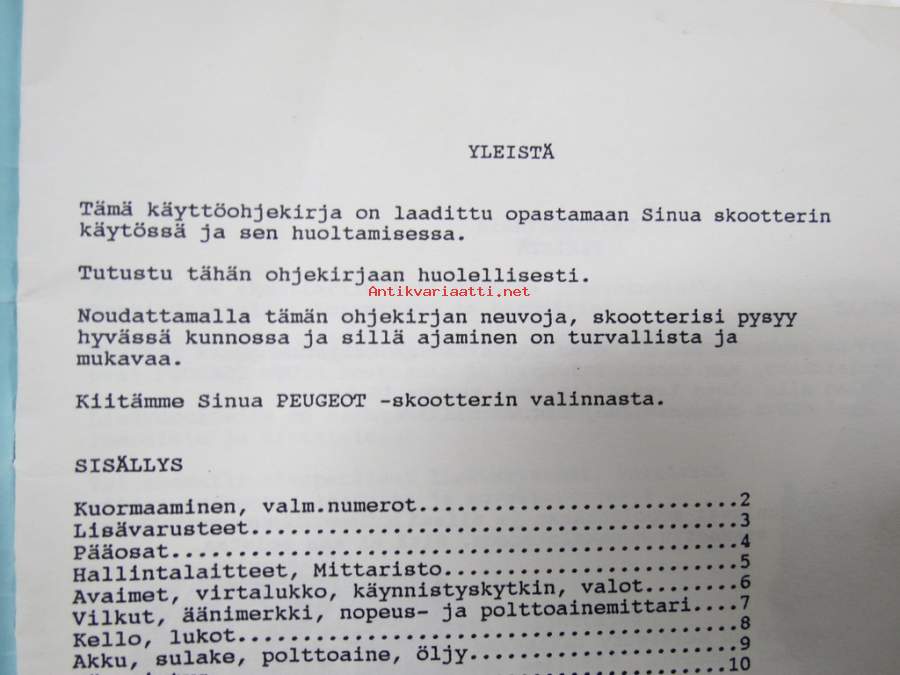 YLEISTÄ
Tämä käyttöohjekirja on laadittu opastamaan Sinua skootterin
käytössä ja sen huoltamisessa.
Tutustu tähän ohjekirjaan huolellisesti.
Antikvariaatti.net
Noudattamalla tämän ohjekirjan neuvoja, skootterisi pysyy
hyvässä kunnossa ja sillä ajaminen on turvallista ja
mukavaa.
Kiitämme Sinua PEUGEOT -skootterin valinnasta.
SISÄLLYS
Kuormaaminen, valm.numerot...........................2
Lisävarusteet.........................................3
Pääosat...............................................4
Hallintalaitteet, Mittaristo.........................5
Avaimet, virtalukko, käynnistyskytkin, valot........6
Vilkut, äänimerkki, nopeus- ja polttoainemittari....7
Kello, lukot..........................................8
Akku, sulake, polttoaine, öljy.......................9
10